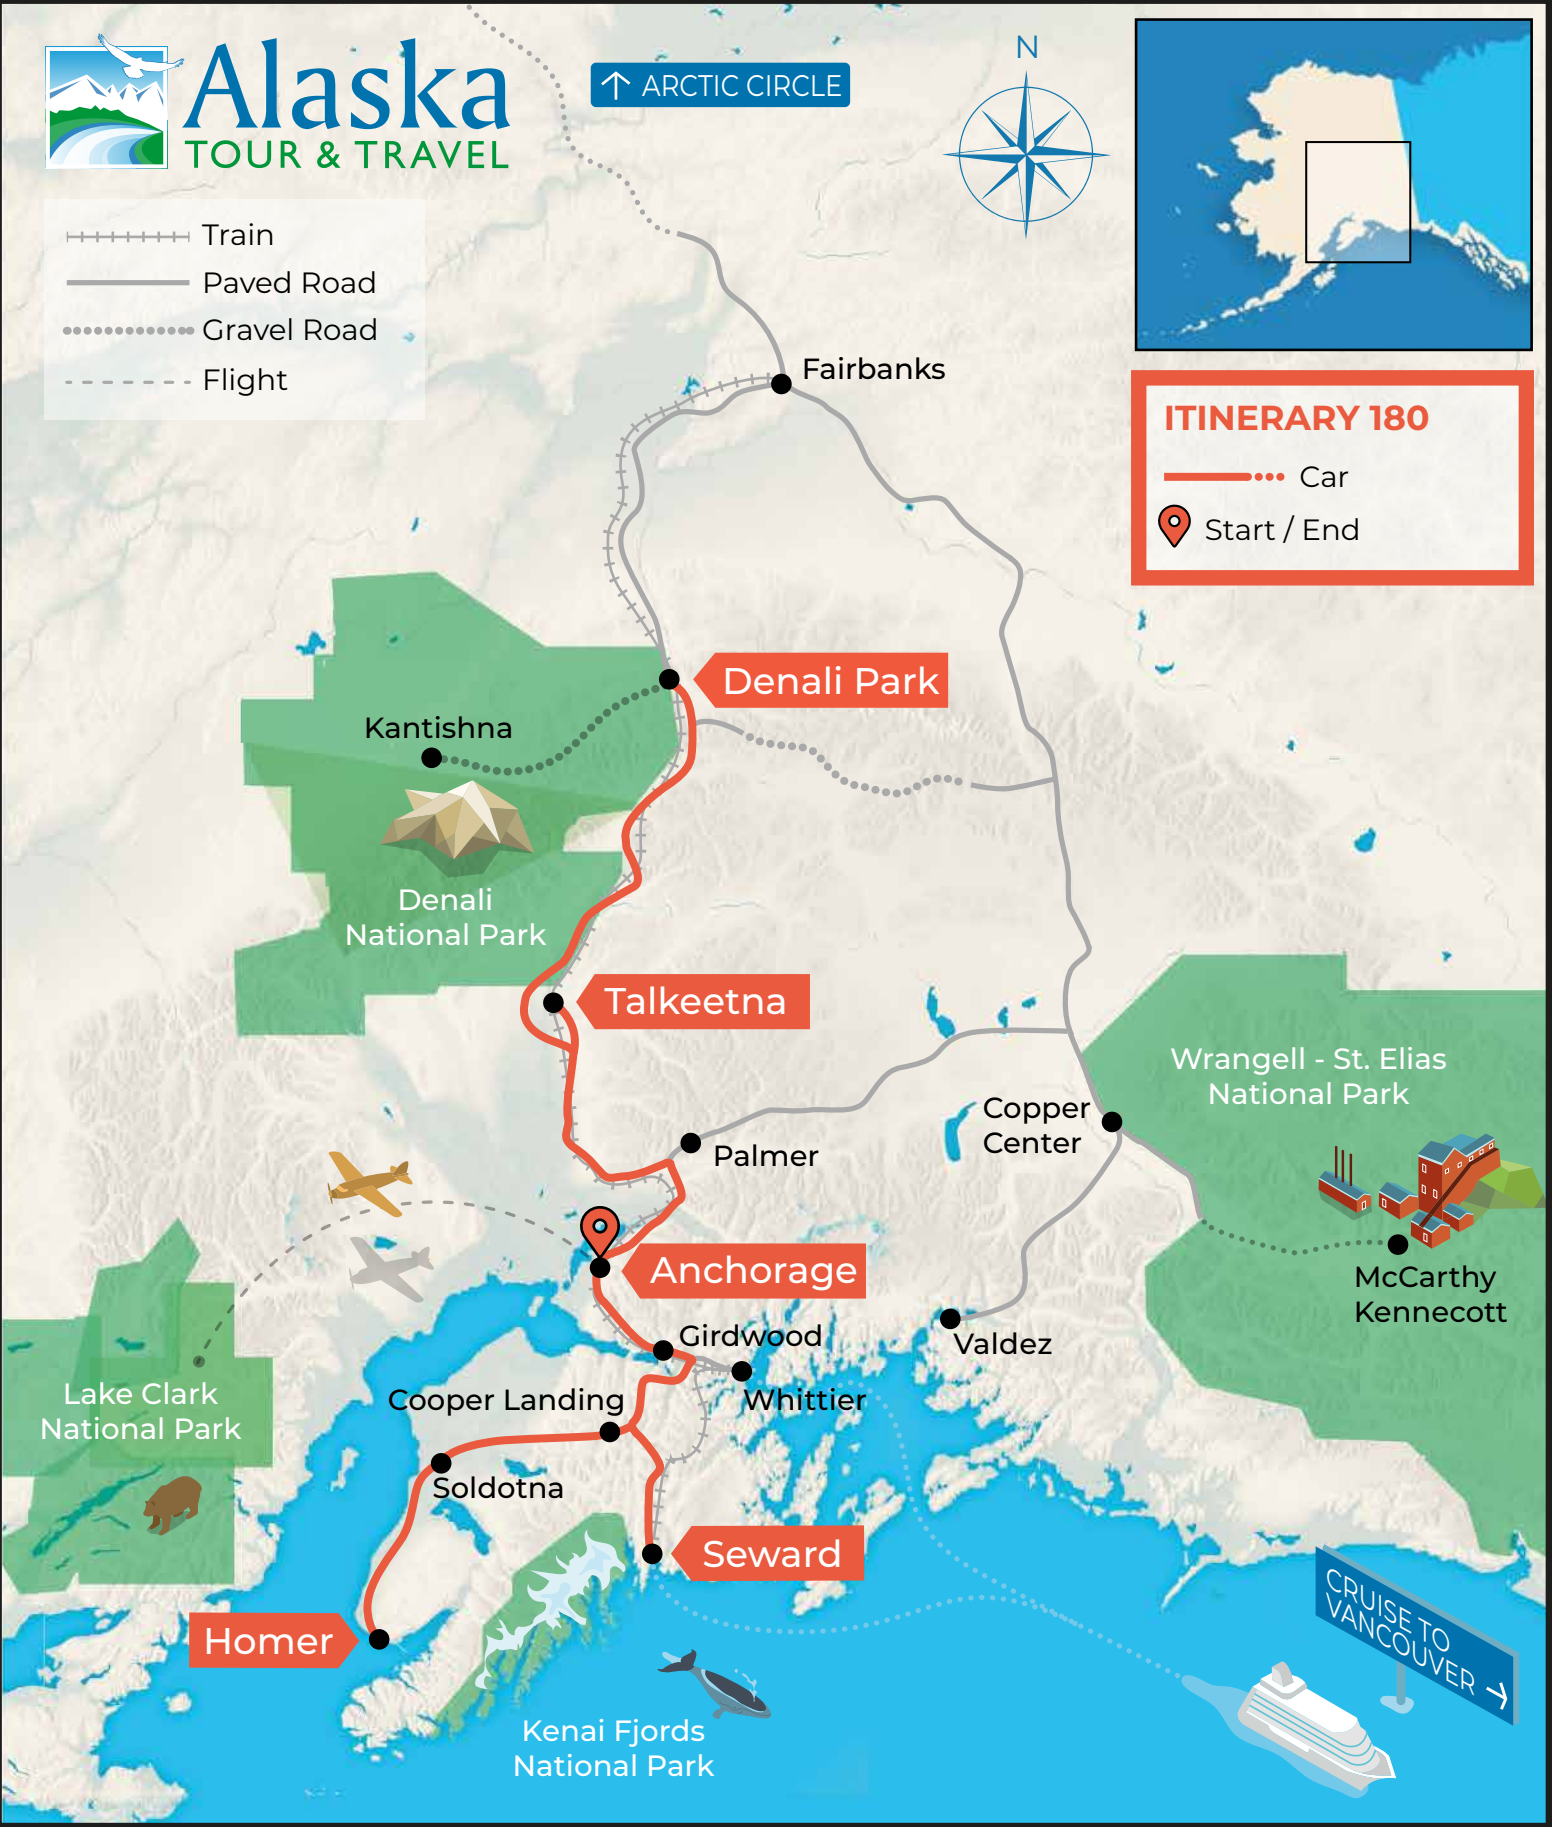 Alaska
TOUR & TRAVEL
↑ ARCTIC CIRCLE
N
Train
Paved Road
Gravel Road
Flight
ITINERARY 180
Car
Start / End
Fairbanks
Denali Park
Kantishna
Denali
National Park
Talkeetna
Wrangell - St. Elias
National Park
Copper
Center
Palmer
McCarthy
Kennecott
Anchorage
Girdwood
Valdez
Whittier
Cooper Landing
Lake Clark
National Park
Soldotna
Seward
Homer
Kenai Fjords
National Park
CRUISE TO
VANCOUVER →